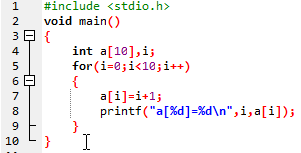 1 #include <stdio.h>
2 void main()
3 {
4 int a[10],i;
5 for(i=0;i<10;i++)
6 {
7 a[i]=i+1;
8 printf("a[%d]=%d\n",i,a[i]);
9 }
10 }